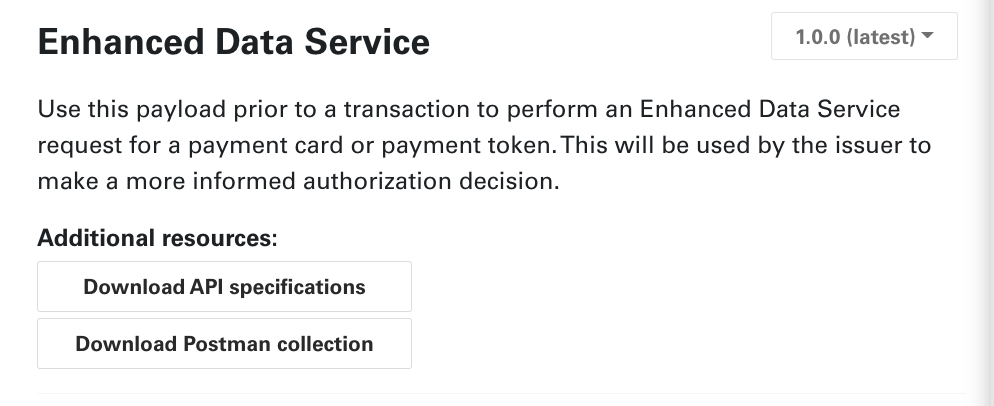 Enhanced Data Service
1.0.0 (latest)
Use this payload prior to a transaction to perform an Enhanced Data Service
request for a payment card or payment token. This will be used by the issuer to
make a more informed authorization decision.
Additional resources:
Download API specifications
Download Postman collection